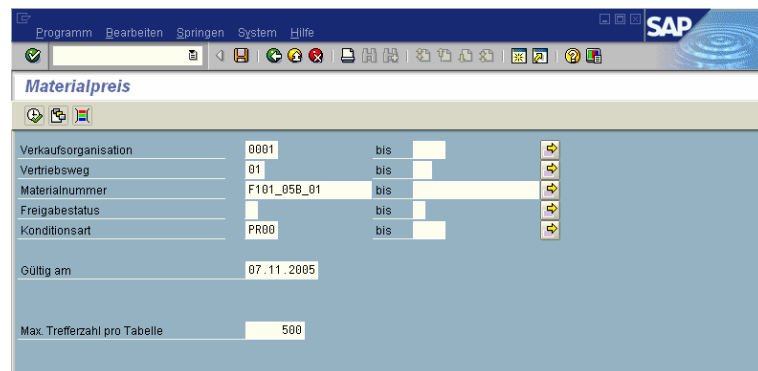 Programm Bearbeiten Springen System Hilfe
SAP
Materialpreis
Verkaufsorganisation 0001 bis
Vertriebsweg 01 bis
Materialnummer F101_05B_01 bis
Freigabestatus bis
Konditionsart PR00 bis
Gültig am 07.11.2005
Max. Trefferzahl pro Tabelle 500